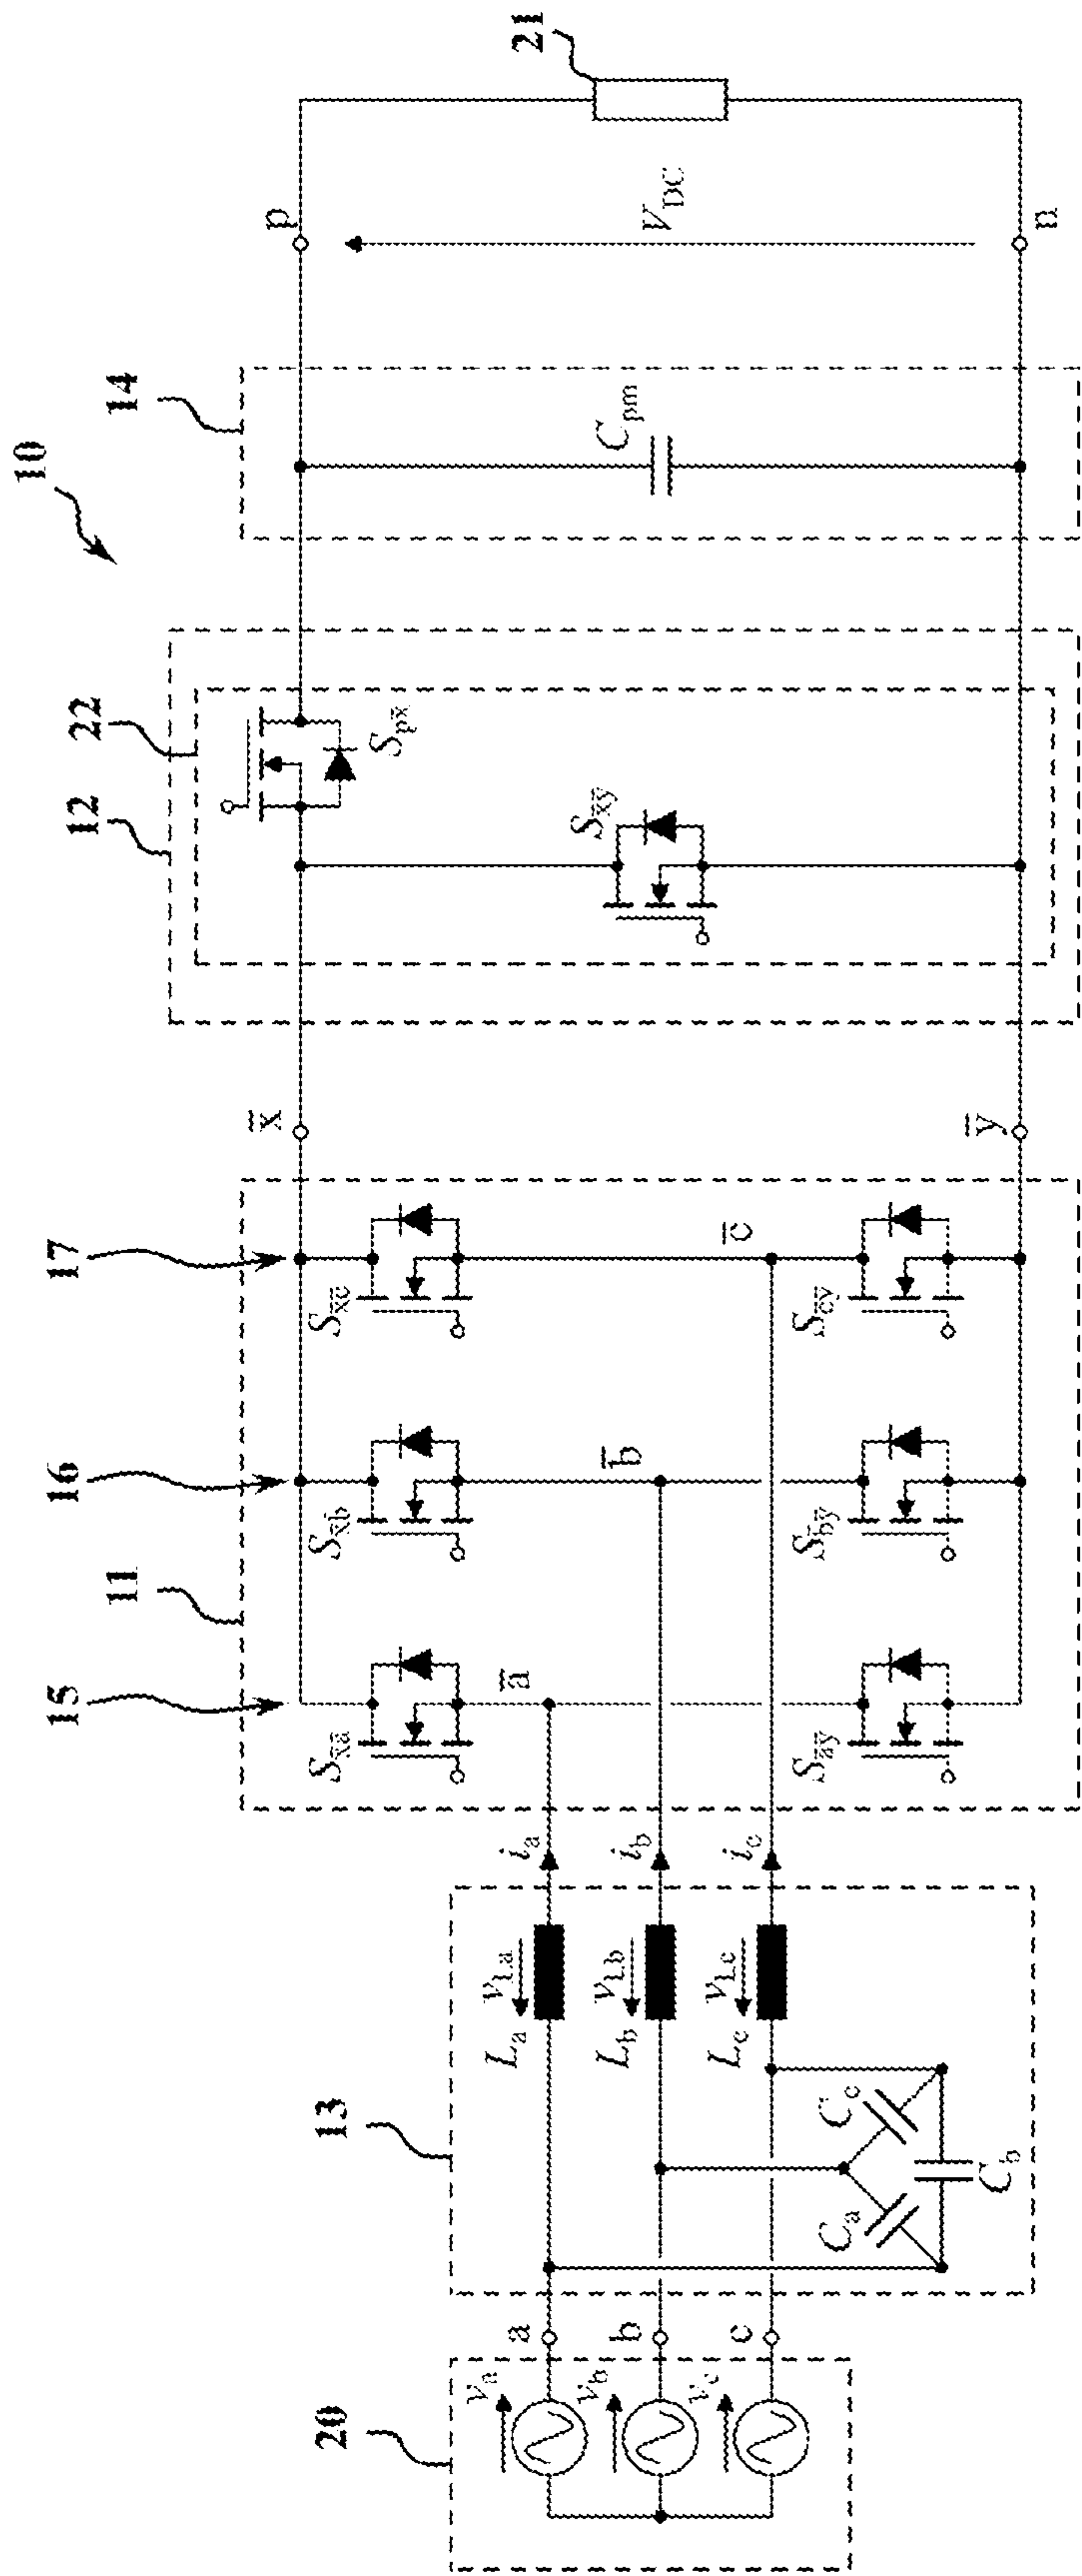 10
20
13
11
15
16
17
12
22
14
21
v_a
v_b
v_c
a
b
c
L_a
L_b
L_c
v_La
v_Lb
v_Lc
C_a
C_b
C_c
i_a
i_b
i_c
S_x̄ā
S_x̄b̄
S_x̄c̄
S_āȳ
S_b̄ȳ
S_c̄ȳ
a̅
b̅
c̅
x̅
y̅
S_x̄ȳ
S_px̄
C_pm
V_DC
p
n